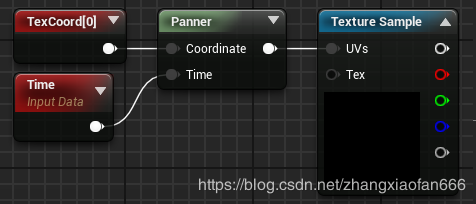 TexCoord[0]
Panner
Texture Sample
Coordinate
UVs
Time
Input Data
Time
Tex
https://blog.csdn.net/zhangxiaofan666